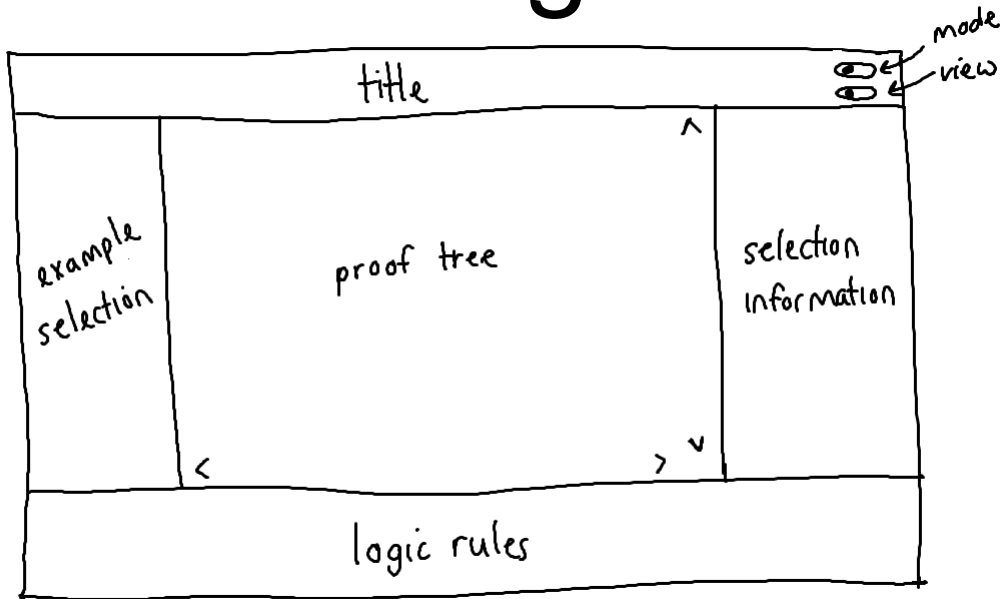 mode
title
view
example
selection
proof tree
selection
information
logic rules